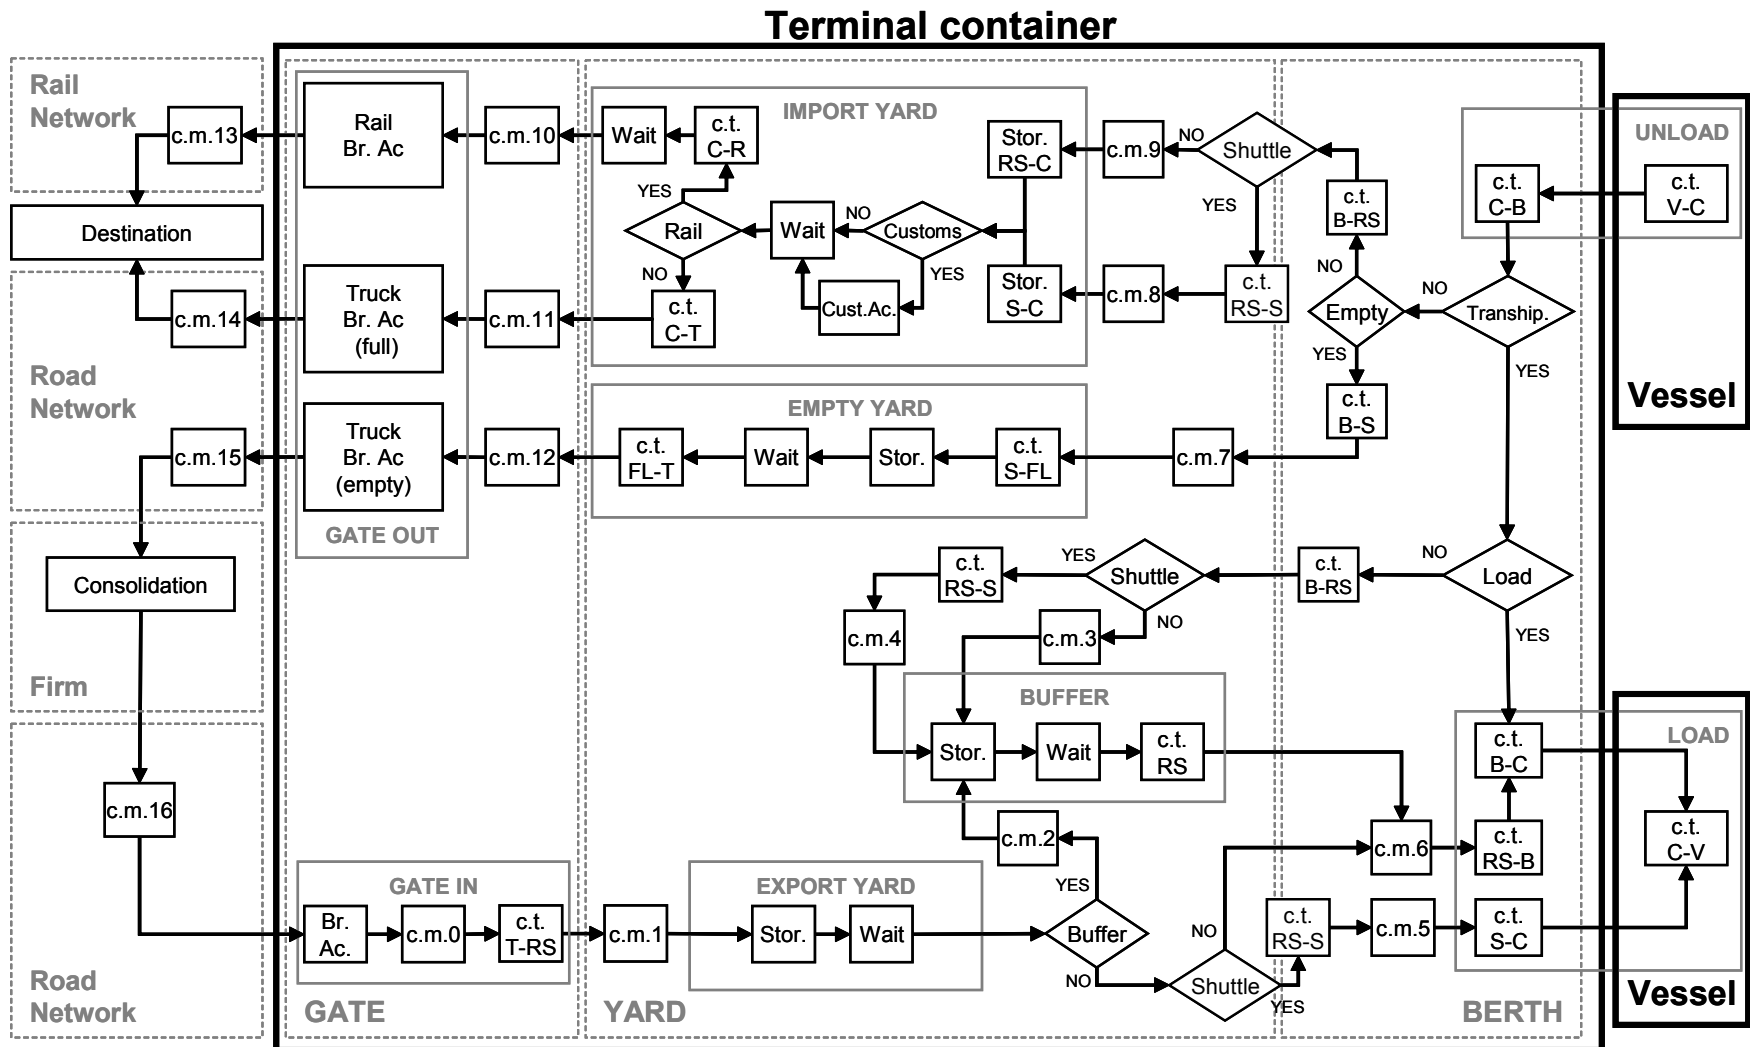 Terminal container
Rail
Network
c.m.13
Rail
Br. Ac
c.m.10
Wait
c.t.
C-R
IMPORT YARD
Stor.
RS-C
c.m.9
NO
Shuttle
YES
c.t.
B-RS
UNLOAD
c.t.
C-B
c.t.
V-C
Destination
YES
Rail
NO
Wait
NO
Customs
YES
Cust.Ac.
Stor.
S-C
c.m.8
c.t.
RS-S
NO
Empty
YES
NO
Tranship.
YES
c.m.14
Truck
Br. Ac
(full)
c.m.11
c.t.
C-T
Road
Network
Vessel
c.t.
B-S
EMPTY YARD
c.m.15
Truck
Br. Ac
(empty)
c.m.12
c.t.
FL-T
Wait
Stor.
c.t.
S-FL
c.m.7
GATE OUT
Consolidation
Firm
c.t.
RS-S
YES
Shuttle
NO
c.t.
B-RS
NO
Load
YES
c.m.4
c.m.3
BUFFER
Stor.
Wait
c.t.
RS
c.t.
B-C
LOAD
c.m.16
c.m.2
c.m.6
c.t.
RS-B
c.t.
C-V
GATE IN
Br.
Ac.
c.m.0
c.t.
T-RS
c.m.1
EXPORT YARD
Stor.
Wait
YES
Buffer
NO
NO
Shuttle
YES
c.t.
RS-S
c.m.5
c.t.
S-C
Road
Network
GATE
YARD
BERTH
Vessel